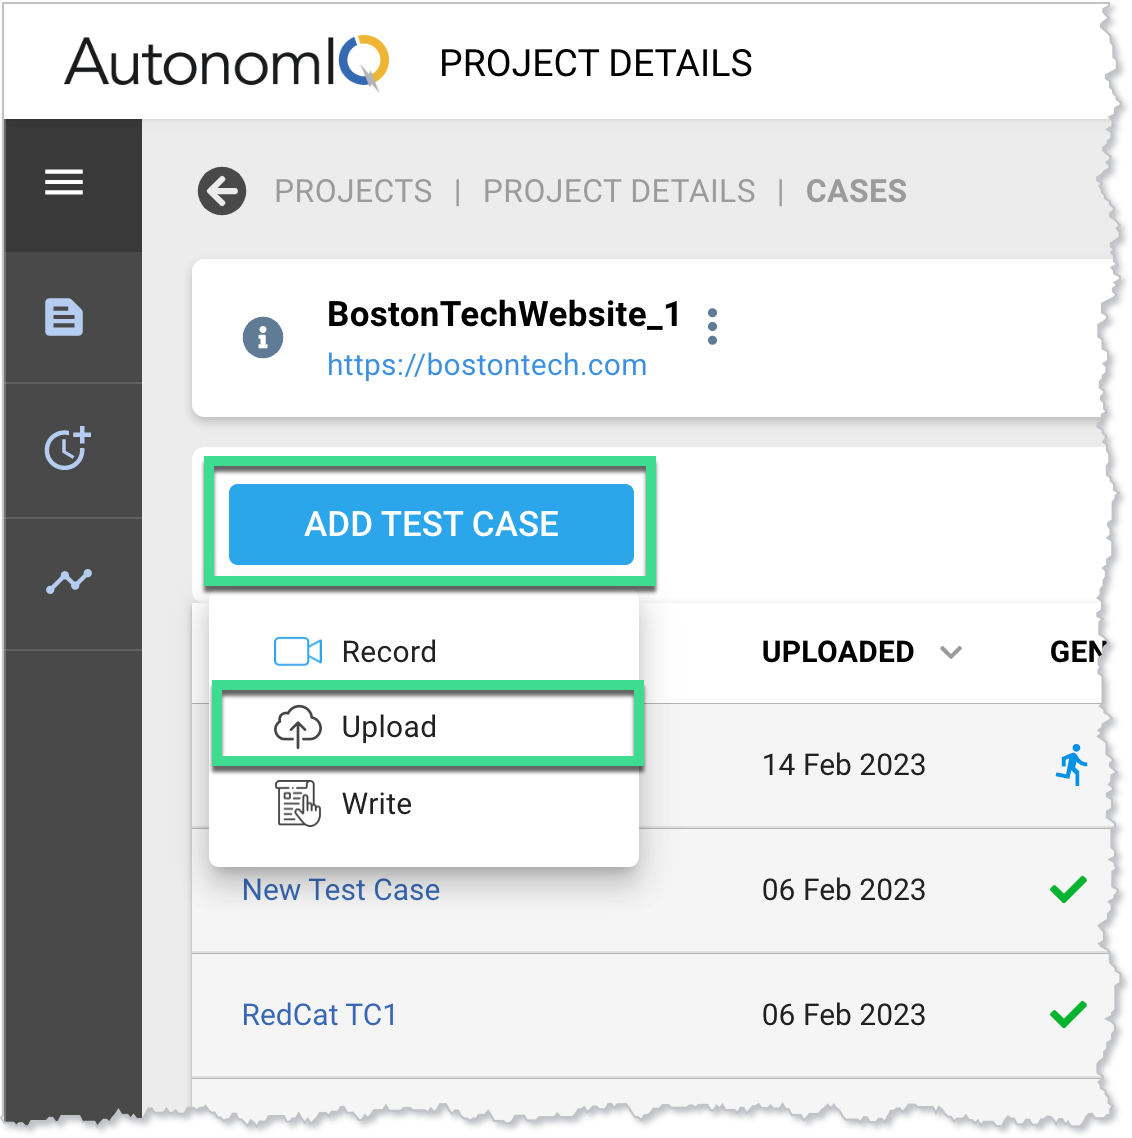 AutonomIQ PROJECT DETAILS
PROJECTS | PROJECT DETAILS | CASES
BostonTechWebsite_1
https://bostontech.com
ADD TEST CASE
Record
UPLOADED GEN
Upload
14 Feb 2023
Write
New Test Case 06 Feb 2023
RedCat TC1 06 Feb 2023